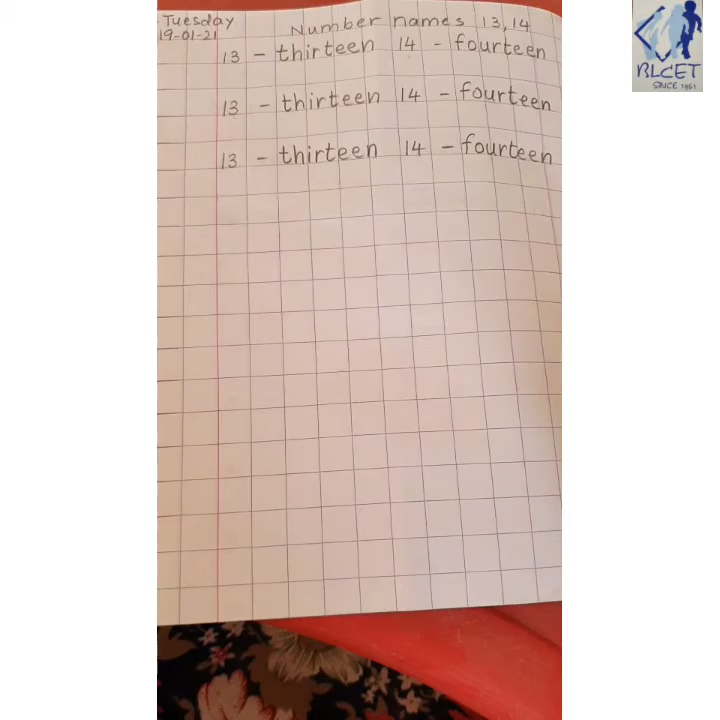 Tuesday
19-01-21
Number names 13, 14
13 - thirteen 14 - fourteen
13 - thirteen 14 - fourteen
13 - thirteen 14 - fourteen
BLCET
SINCE 1961